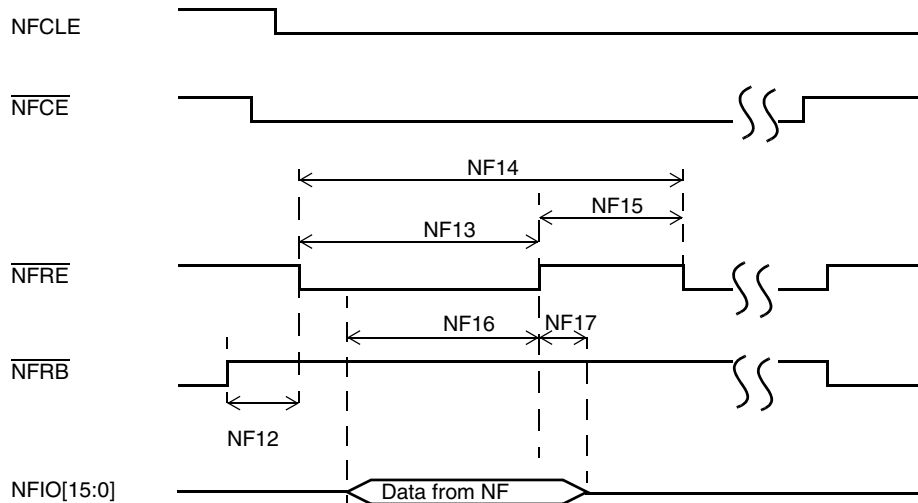 NFCLE
NFCE
NF14
NF15
NF13
NFRE
NF16
NF17
NFRB
NF12
NFIO[15:0]
Data from NF